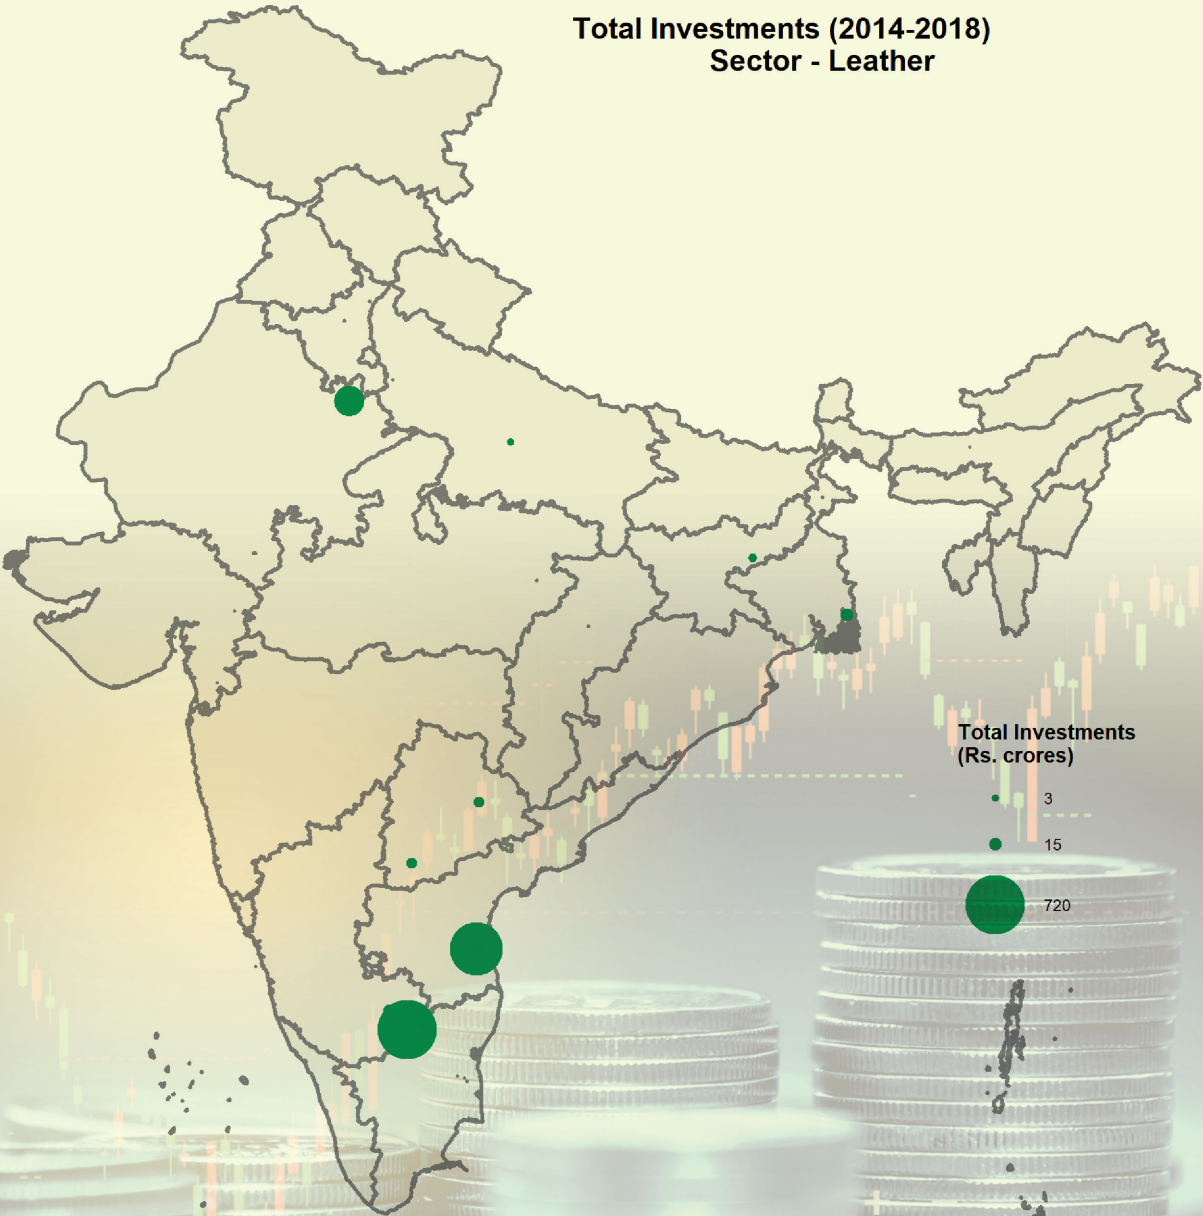 Total Investments (2014-2018)
Sector - Leather
Total Investments
(Rs. crores)
3
15
720